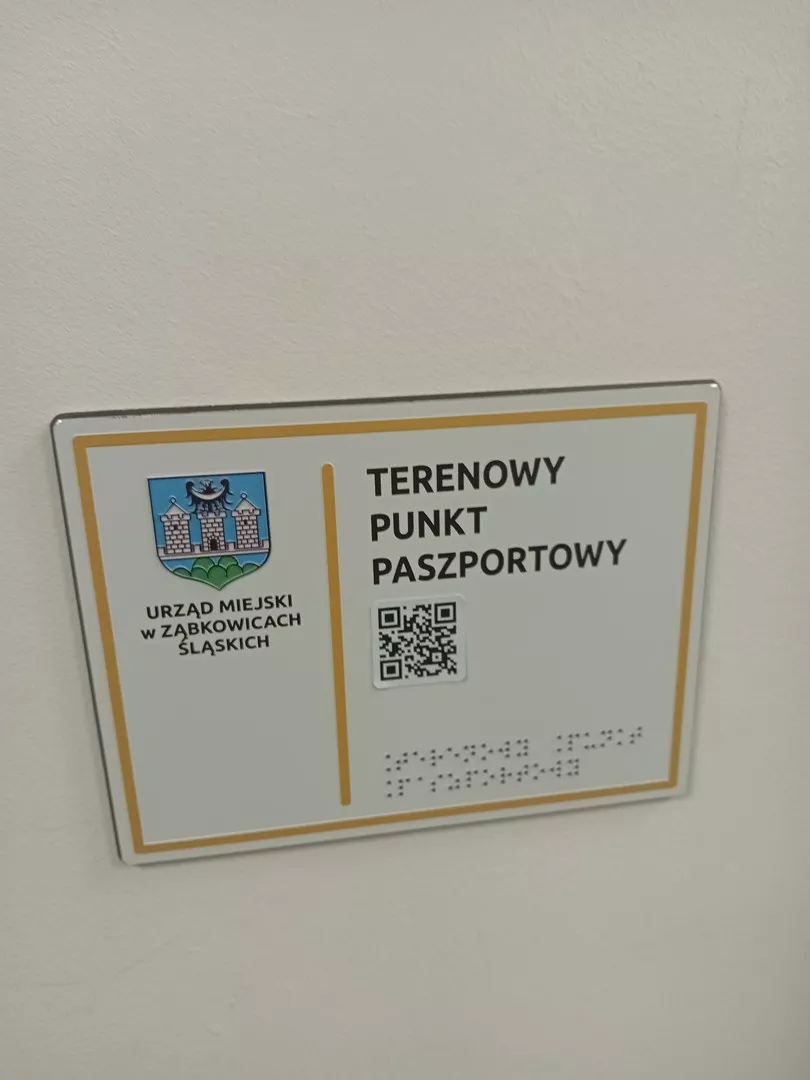 URZĄD MIEJSKI
w ZĄBKOWICACH
ŚLĄSKICH
TERENOWY
PUNKT
PASZPORTOWY